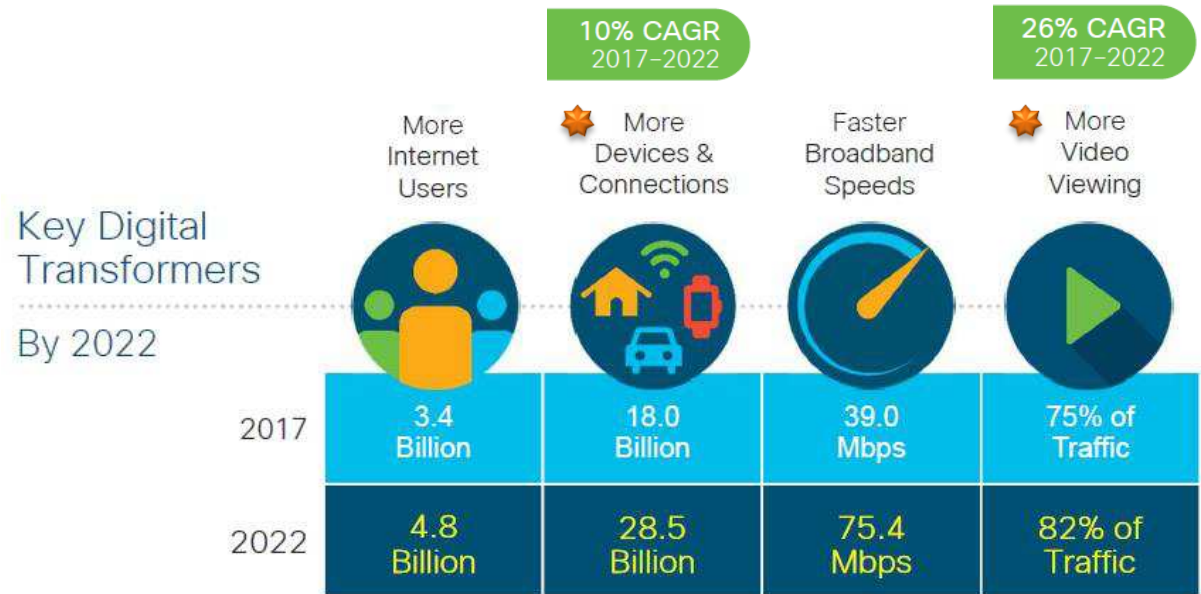 10% CAGR
2017–2022
26% CAGR
2017–2022
More
Internet
Users
More
Devices &
Connections
Faster
Broadband
Speeds
More
Video
Viewing
Key Digital
Transformers
By 2022
2017
3.4
Billion
18.0
Billion
39.0
Mbps
75% of
Traffic
2022
4.8
Billion
28.5
Billion
75.4
Mbps
82% of
Traffic